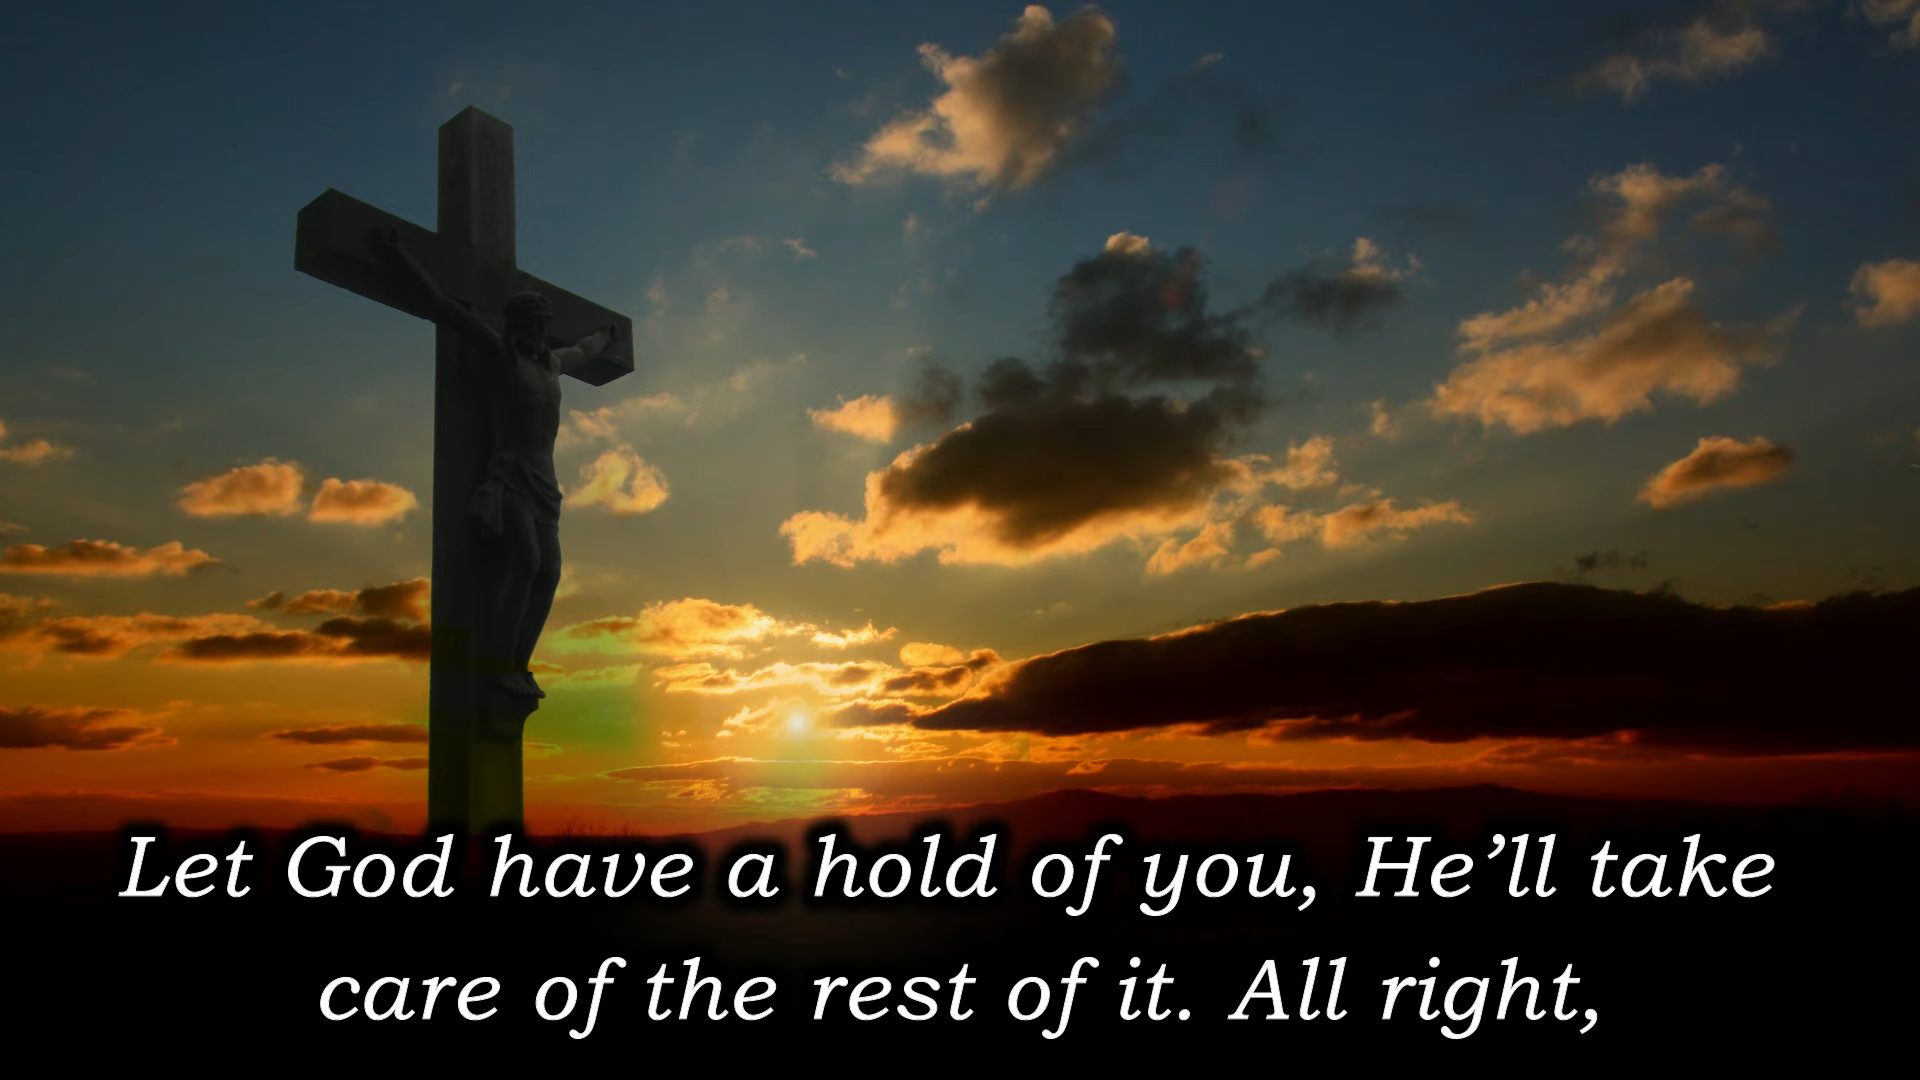 Let God have a hold of you, He’ll take
care of the rest of it. All right,